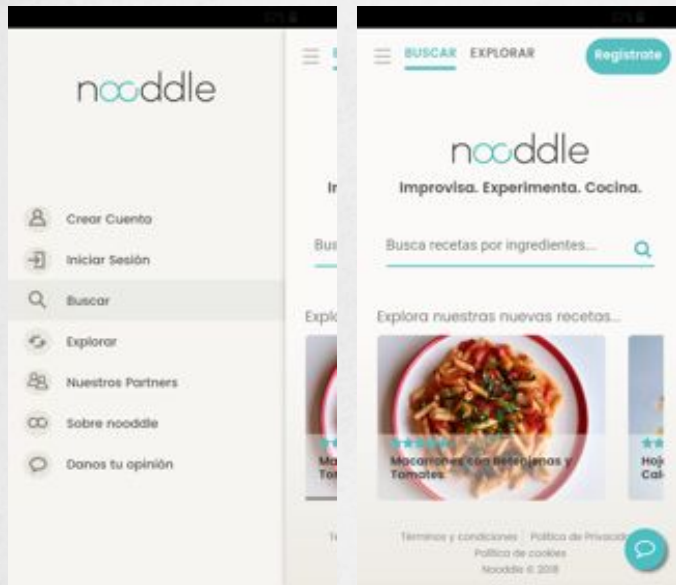 nooddle
Crear Cuenta
Iniciar Sesión
Buscar
Explorar
Nuestros Partners
Sobre nooddle
Danos tu opinión
BUSCAR EXPLORAR
Regístrate
nooddle
Improvisa. Experimenta. Cocina.
Busca recetas por ingredientes...
Explora nuestras nuevas recetas...
Macarrones con Berenjenas y
Tomates.
Términos y condiciones Política de Privacid
Política de cookies
Nooddle © 2018